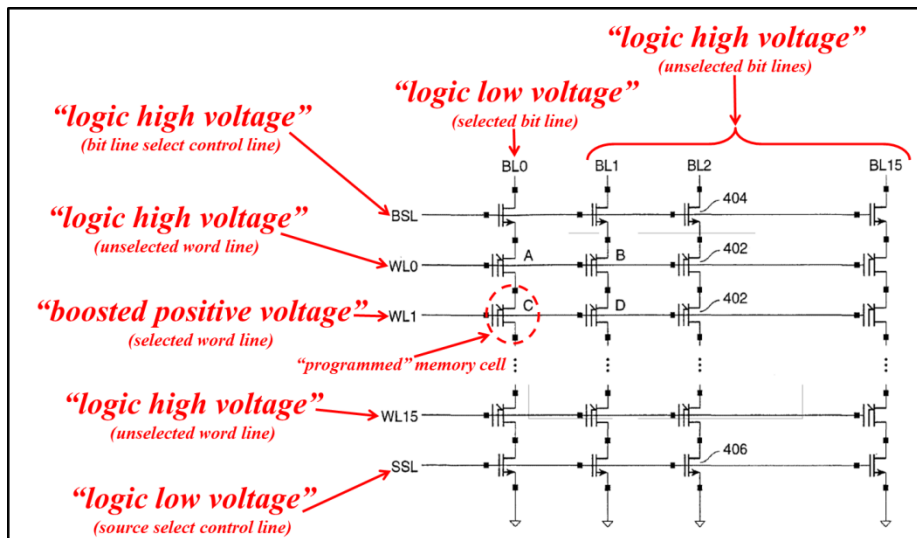 “logic high voltage”
(unselected bit lines)
“logic low voltage”
(selected bit line)
“logic high voltage”
(bit line select control line)
BL0 BL1 BL2 BL15
BSL 404
“logic high voltage”
(unselected word line)
WL0 A B 402
“boosted positive voltage”
(selected word line)
WL1 C D 402
“programmed” memory cell
“logic high voltage”
(unselected word line)
WL15
SSL 406
“logic low voltage”
(source select control line)